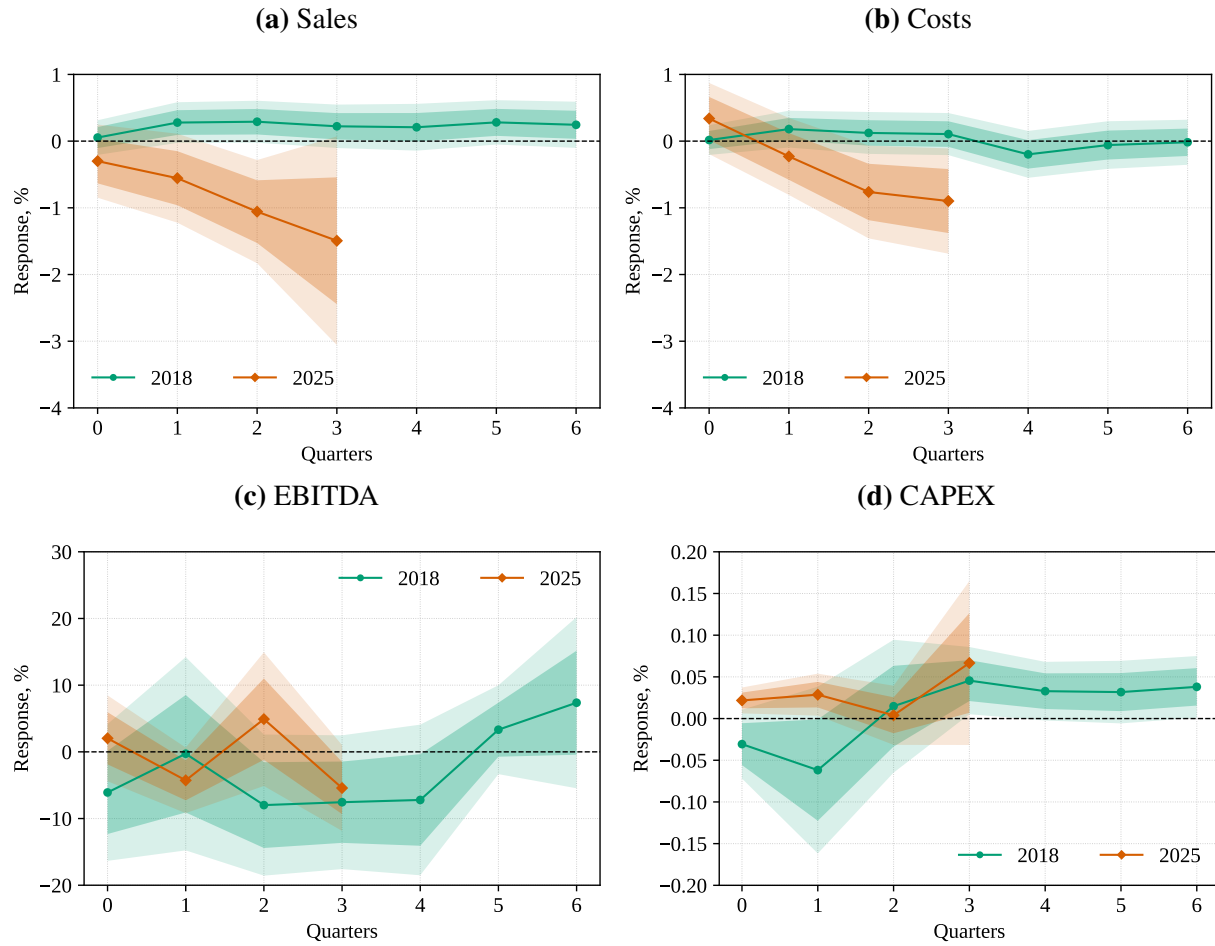 (a) Sales
(b) Costs
Response, %
1
0
−1
−2
−3
−4
2018
2025
0 1 2 3 4 5 6
Quarters
Response, %
1
0
−1
−2
−3
−4
2018
2025
0 1 2 3 4 5 6
Quarters
(c) EBITDA
(d) CAPEX
Response, %
30
20
10
0
−10
−20
2018
2025
0 1 2 3 4 5 6
Quarters
Response, %
0.20
0.15
0.10
0.05
0.00
−0.05
−0.10
−0.15
−0.20
2018
2025
0 1 2 3 4 5 6
Quarters